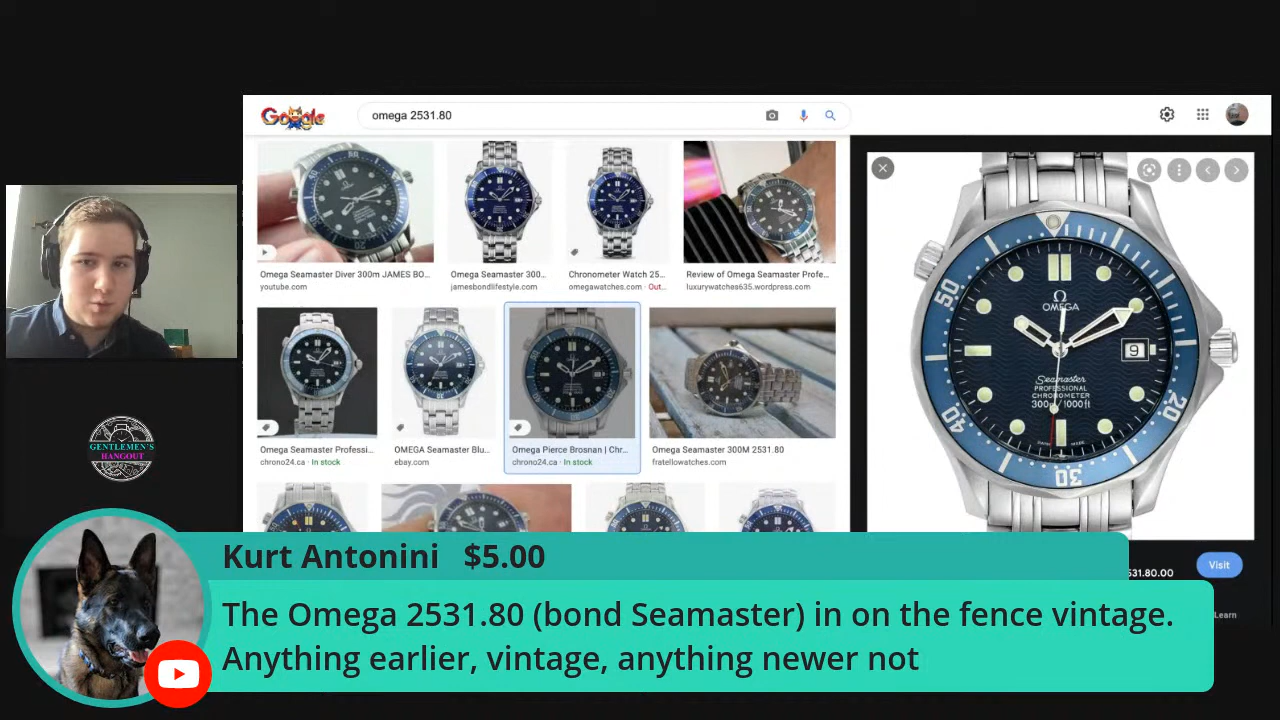 Google
omega 2531.80
Omega Seamaster Diver 300m JAMES BO...
youtube.com
Omega Seamaster 300...
jamesbondlifestyle.com
Chronometer Watch 25...
omegawatches.com · Out...
Review of Omega Seamaster Profe...
luxurywatches635.wordpress.com
Omega Seamaster Professi...
chrono24.ca · In stock
OMEGA Seamaster Blu...
ebay.com
Omega Pierce Brosnan | Chr...
chrono24.ca · In stock
Omega Seamaster 300M 2531.80
fratellowatches.com
50
20
40
30
Ω
OMEGA
9
Seamaster
PROFESSIONAL
CHRONOMETER
300m/1000ft
531.80.00
Visit
Learn
GENTLEMEN'S
HANGOUT
Kurt Antonini $5.00
The Omega 2531.80 (bond Seamaster) in on the fence vintage.
Anything earlier, vintage, anything newer not